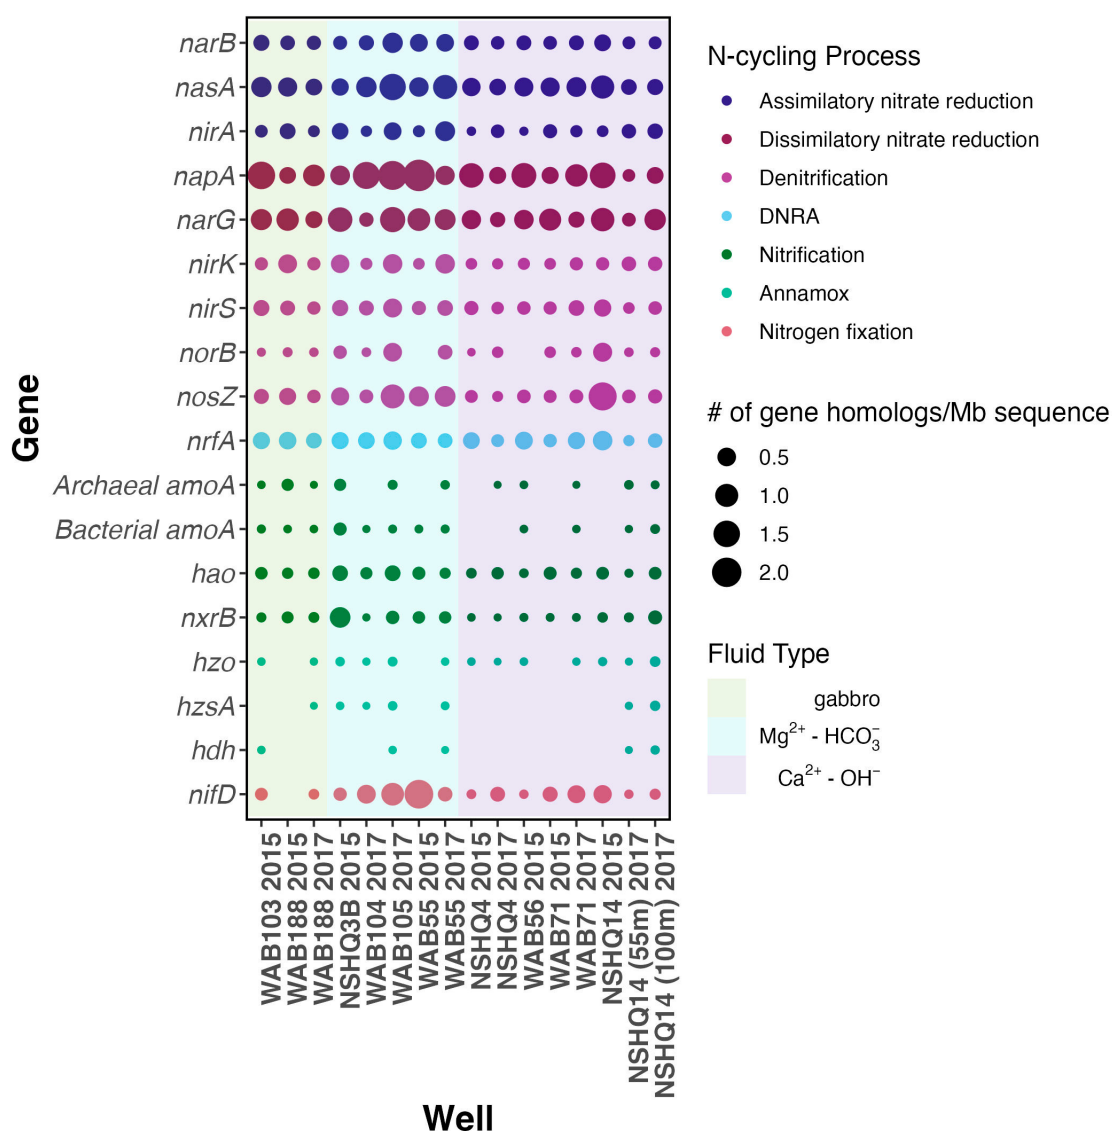 narB
nasA
nirA
napA
narG
nirK
nirS
norB
nosZ
nrfA
Archaeal amoA
Bacterial amoA
hao
nxrB
hzo
hzsA
hdh
nifD
Gene
WAB103 2015
WAB188 2015
WAB188 2017
NSHQ3B 2015
WAB104 2017
WAB105 2017
WAB55 2015
WAB55 2017
NSHQ4 2015
NSHQ4 2017
WAB56 2015
WAB71 2015
WAB71 2017
NSHQ14 2015
NSHQ14 (55m) 2017
NSHQ14 (100m) 2017
Well
N-cycling Process
Assimilatory nitrate reduction
Dissimilatory nitrate reduction
Denitrification
DNRA
Nitrification
Annamox
Nitrogen fixation
# of gene homologs/Mb sequence
0.5
1.0
1.5
2.0
Fluid Type
gabbro
Mg²⁺ - HCO₃⁻
Ca²⁺ - OH⁻